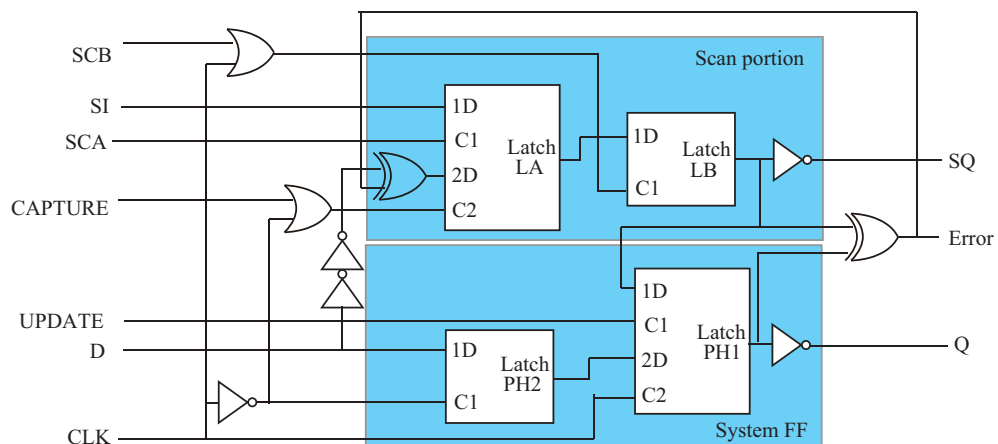 SCB
Scan portion
SI
1D
SCA
C1
Latch
LA
2D
C2
1D
Latch
LB
C1
SQ
CAPTURE
Error
UPDATE
D
1D
C1
2D
C2
Latch
PH1
1D
Latch
PH2
C1
Q
CLK
System FF